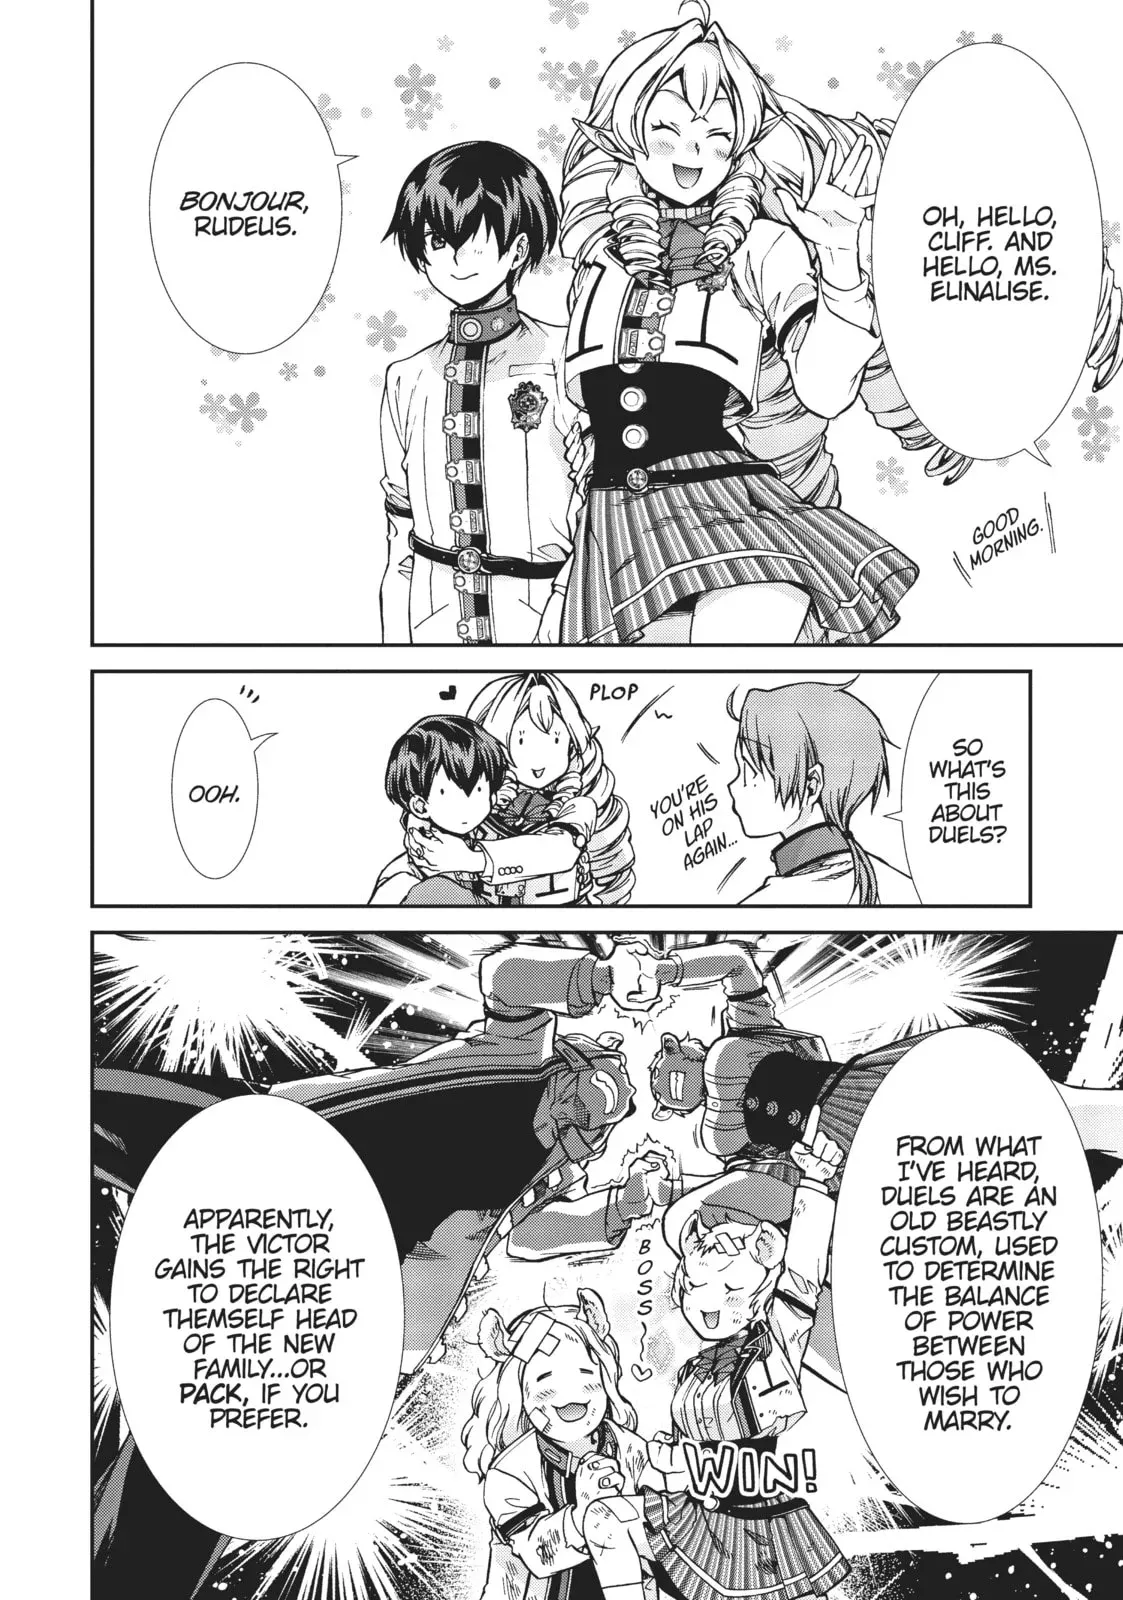 OH, HELLO,
CLIFF. AND
HELLO, MS.
ELINALISE.
GOOD
MORNING.
BONJOUR,
RUDEUS.
SO
WHAT'S
THIS
ABOUT
DUELS?
YOU'RE
ON HIS
LAP
AGAIN...
PLOP
OOH.
FROM WHAT
I'VE HEARD,
DUELS ARE AN
OLD BEASTLY
CUSTOM, USED
TO DETERMINE
THE BALANCE
OF POWER
BETWEEN
THOSE WHO
WISH TO
MARRY.
BOSS~♡
WIN!
APPARENTLY,
THE VICTOR
GAINS THE RIGHT
TO DECLARE
THEMSELF HEAD
OF THE NEW
FAMILY...OR
PACK, IF YOU
PREFER.